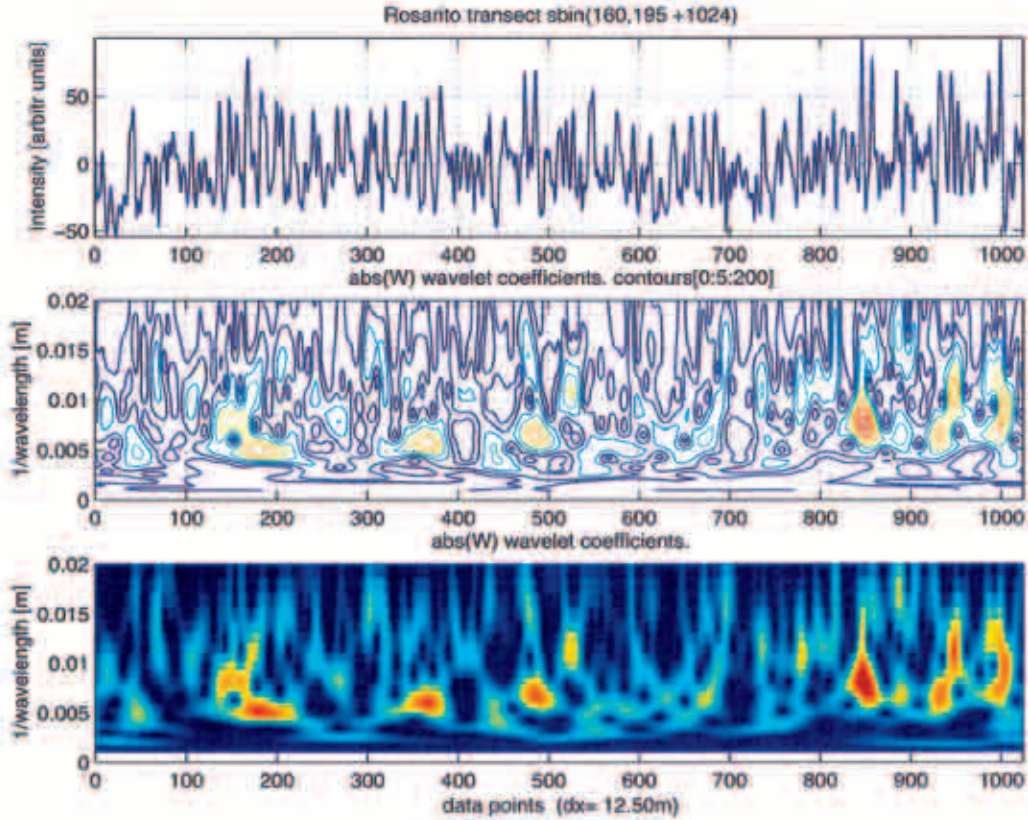 Rosarito transect sbin(160,195 +1024)
Intensity [arbitr units]
50
0
−50
0 100 200 300 400 500 600 700 800 900 1000
abs(W) wavelet coefficients. contours[0:5:200]
1/wavelength [m]
0.02
0.015
0.01
0.005
0
0 100 200 300 400 500 600 700 800 900 1000
abs(W) wavelet coefficients.
1/wavelength [m]
0.02
0.015
0.01
0.005
0
0 100 200 300 400 500 600 700 800 900 1000
data points (dx= 12.50m)